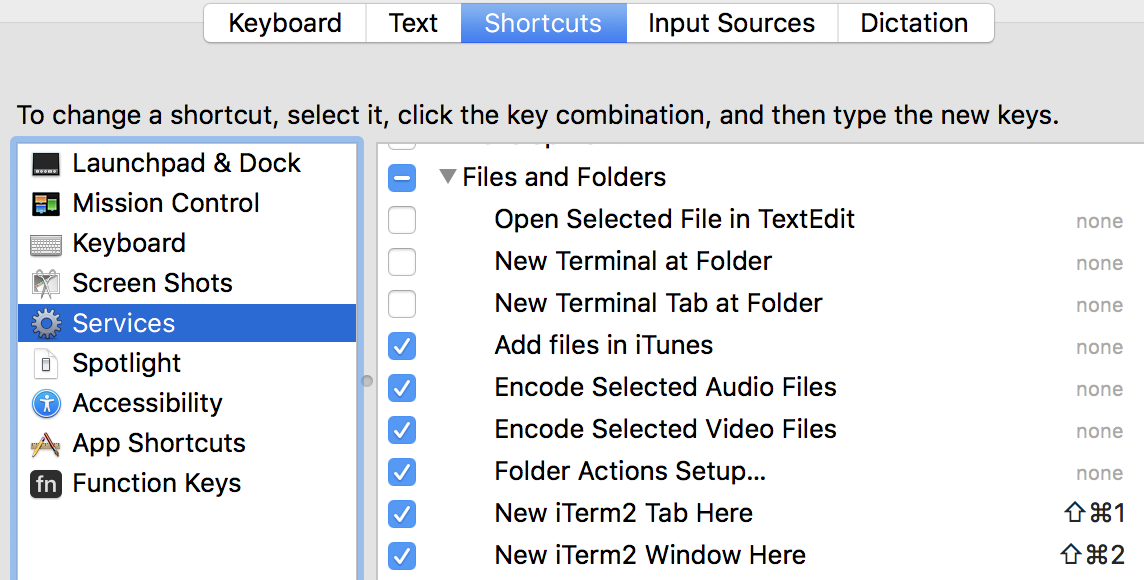 Keyboard Text Shortcuts Input Sources Dictation
To change a shortcut, select it, click the key combination, and then type the new keys.
Launchpad & Dock
Mission Control
Keyboard
Screen Shots
Services
Spotlight
Accessibility
App Shortcuts
fn Function Keys
Files and Folders
Open Selected File in TextEdit none
New Terminal at Folder none
New Terminal Tab at Folder none
Add files in iTunes none
Encode Selected Audio Files none
Encode Selected Video Files none
Folder Actions Setup... none
New iTerm2 Tab Here ⇧⌘1
New iTerm2 Window Here ⇧⌘2